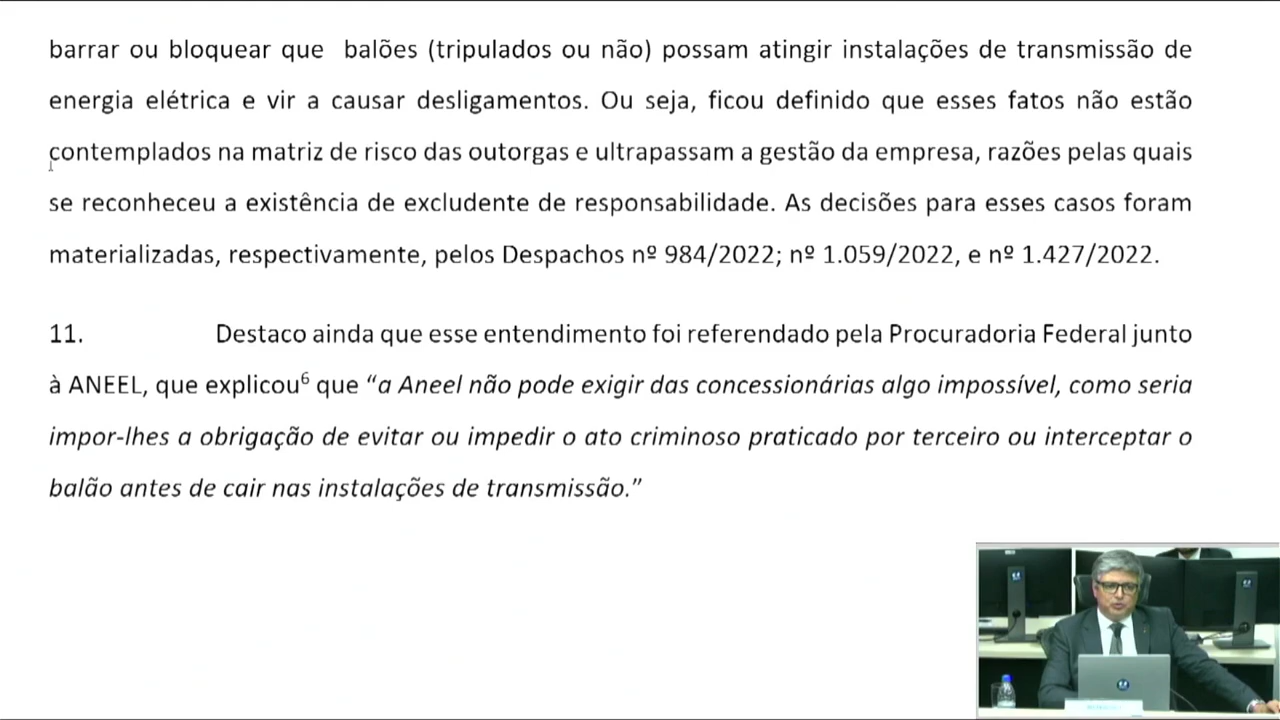 barrar ou bloquear que balões (tripulados ou não) possam atingir instalações de transmissão de
energia elétrica e vir a causar desligamentos. Ou seja, ficou definido que esses fatos não estão
contemplados na matriz de risco das outorgas e ultrapassam a gestão da empresa, razões pelas quais
se reconheceu a existência de excludente de responsabilidade. As decisões para esses casos foram
materializadas, respectivamente, pelos Despachos nº 984/2022; nº 1.059/2022, e nº 1.427/2022.
11. Destaco ainda que esse entendimento foi referendado pela Procuradoria Federal junto
à ANEEL, que explicou⁶ que “a Aneel não pode exigir das concessionárias algo impossível, como seria
impor-lhes a obrigação de evitar ou impedir o ato criminoso praticado por terceiro ou interceptar o
balão antes de cair nas instalações de transmissão.”